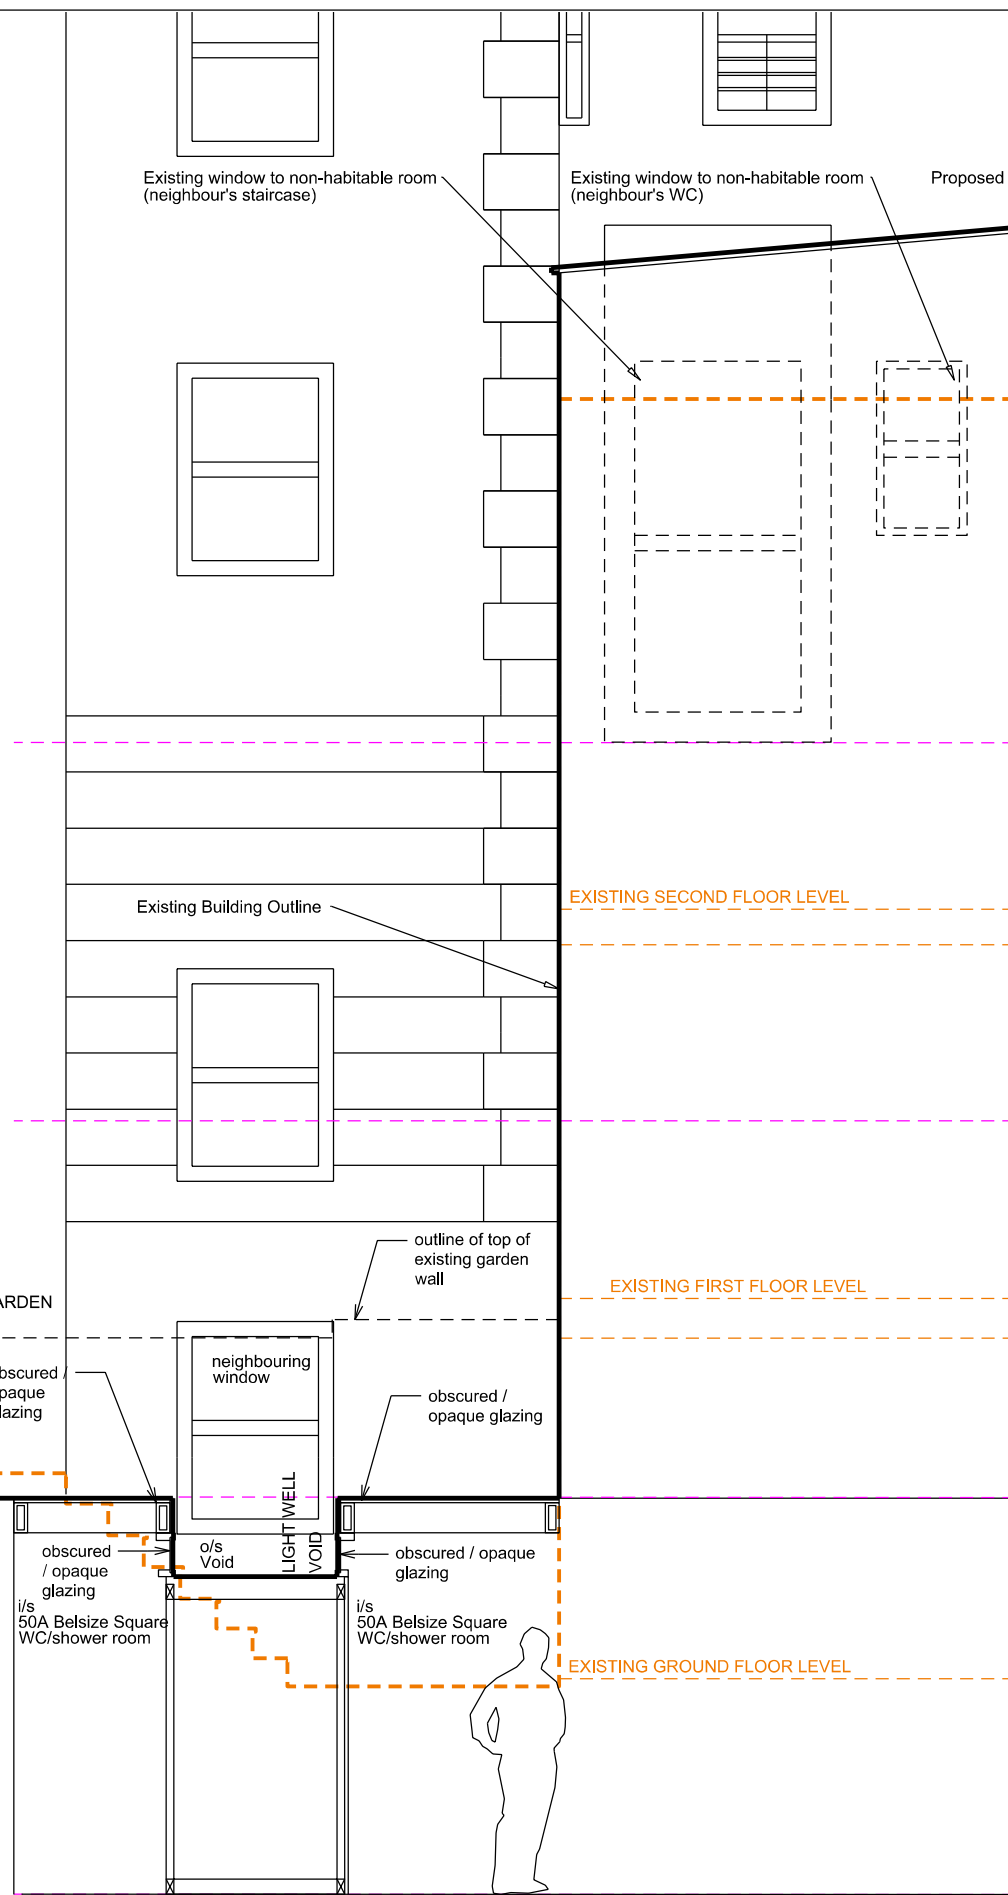 Existing window to non-habitable room
(neighbour's staircase)
Existing window to non-habitable room
(neighbour's WC)
Proposed
EXISTING SECOND FLOOR LEVEL
Existing Building Outline
outline of top of
existing garden
wall
EXISTING FIRST FLOOR LEVEL
ARDEN
neighbouring
window
bscured /
paque
lazing
obscured /
opaque glazing
LIGHT WELL
VOID
o/s
Void
obscured
/ opaque
glazing
obscured / opaque
glazing
i/s
50A Belsize Square
WC/shower room
i/s
50A Belsize Square
WC/shower room
EXISTING GROUND FLOOR LEVEL